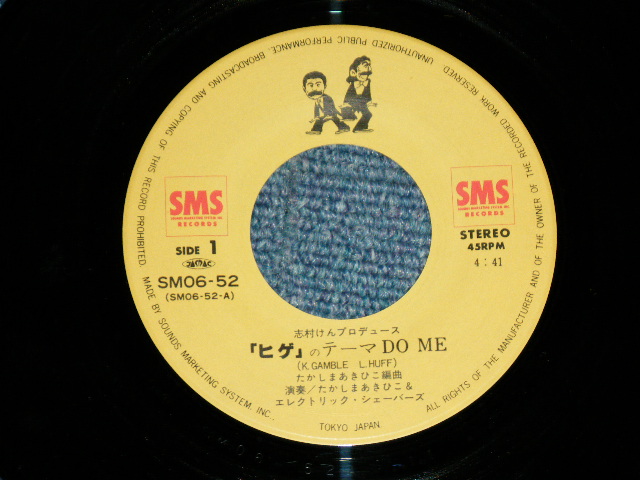 UNAUTHORIZED PUBLIC PERFORMANCE, BROADCASTING AND COPYING OF THIS RECORD PROHIBITED. MADE BY SOUNDS MARKETING SYSTEM, INC.
ALL RIGHTS OF THE MANUFACTURER AND OF THE OWNER OF THE RECORDED WORK RESERVED.
SMS
RECORDS
SMS
RECORDS
SIDE 1
JASRAC
SM06-52
(SM06-52-A)
STEREO
45RPM
4:41
志村けんプロデュース
「ヒゲ」のテーマ DO ME
(K.GAMBLE L.HUFF)
たかしまあきひこ編曲
演奏/たかしまあきひこ&
エレクトリック・シェーバーズ
TOKYO JAPAN